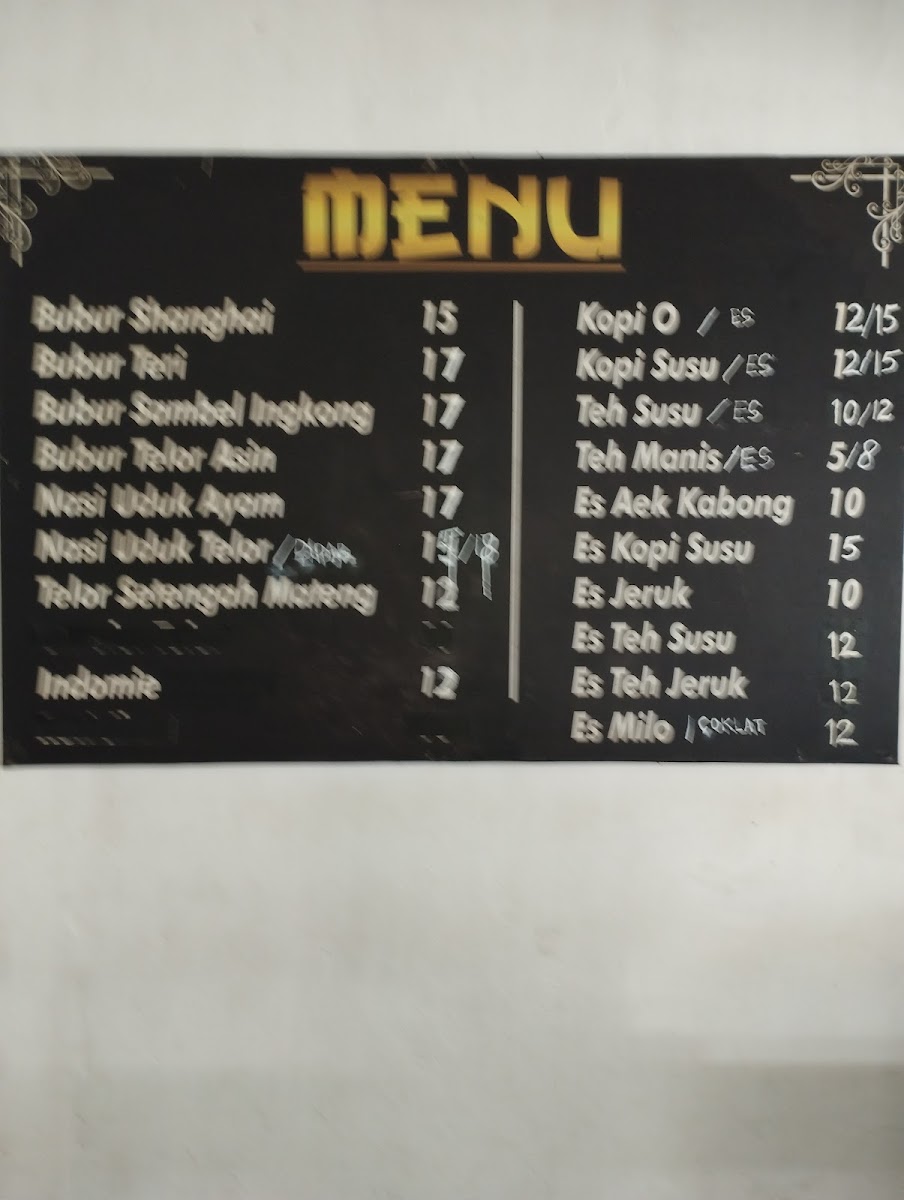 MENU
Bubur Shanghai 15
Bubur Teri 17
Bubur Sambel Ingkong 17
Bubur Telor Asin 17
Nasi Uduk Ayam 17
Nasi Uduk Telor / /18
Telor Setengah Mateng 12
Indomie 12
Kopi O / ES 12/15
Kopi Susu / ES 12/15
Teh Susu / ES 10/12
Teh Manis / ES 5/8
Es Aek Kabong 10
Es Kopi Susu 15
Es Jeruk 10
Es Teh Susu 12
Es Teh Jeruk 12
Es Milo / COKLAT 12